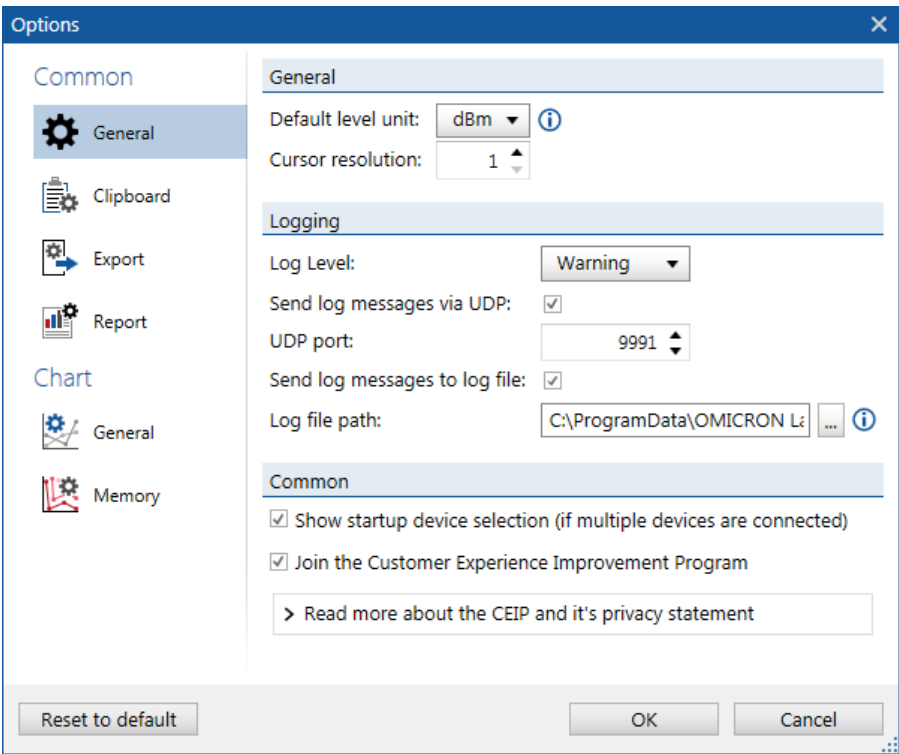 Options
Common
General
Clipboard
Export
Report
Chart
General
Memory
General
Default level unit: dBm
Cursor resolution: 1
Logging
Log Level: Warning
Send log messages via UDP:
UDP port: 9991
Send log messages to log file:
Log file path: C:\ProgramData\OMICRON La ...
Common
Show startup device selection (if multiple devices are connected)
Join the Customer Experience Improvement Program
> Read more about the CEIP and it's privacy statement
Reset to default
OK
Cancel